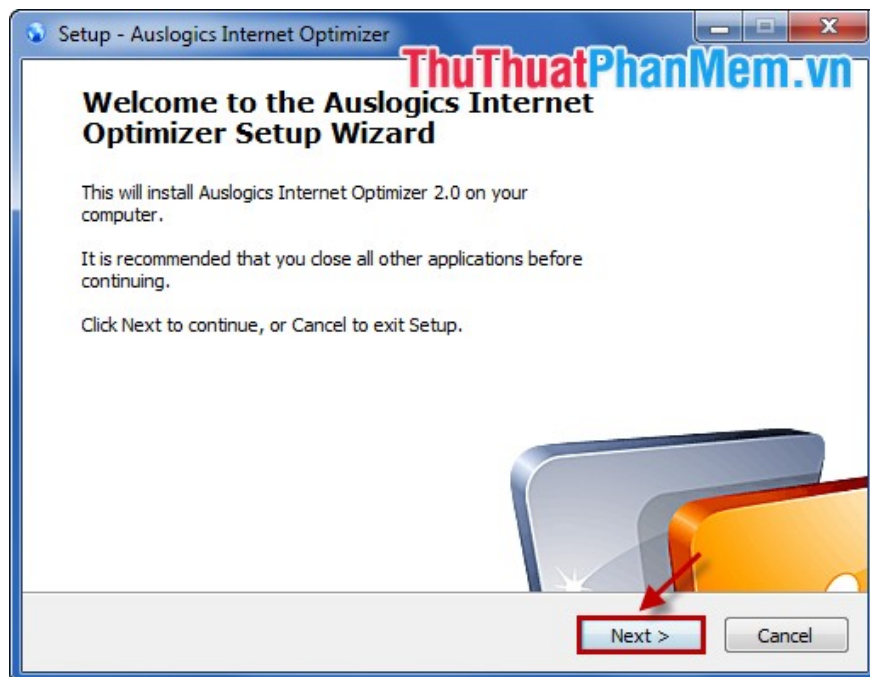 Setup - Auslogics Internet Optimizer
ThuThuatPhanMem.vn
Welcome to the Auslogics Internet
Optimizer Setup Wizard
This will install Auslogics Internet Optimizer 2.0 on your
computer.
It is recommended that you close all other applications before
continuing.
Click Next to continue, or Cancel to exit Setup.
Next >
Cancel